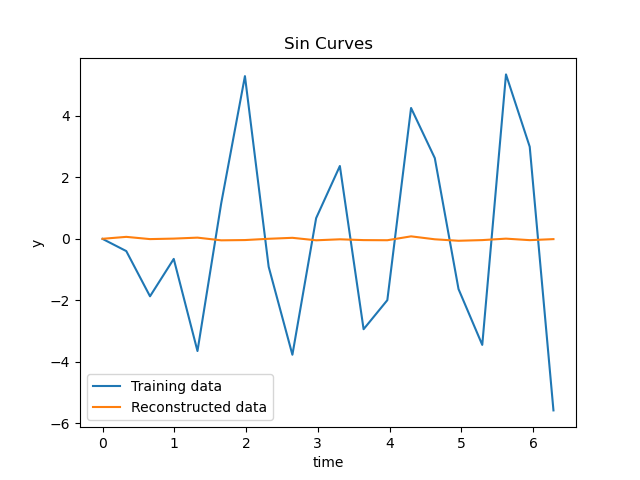 Sin Curves
y
4
2
0
−2
−4
−6
Training data
Reconstructed data
0 1 2 3 4 5 6
time